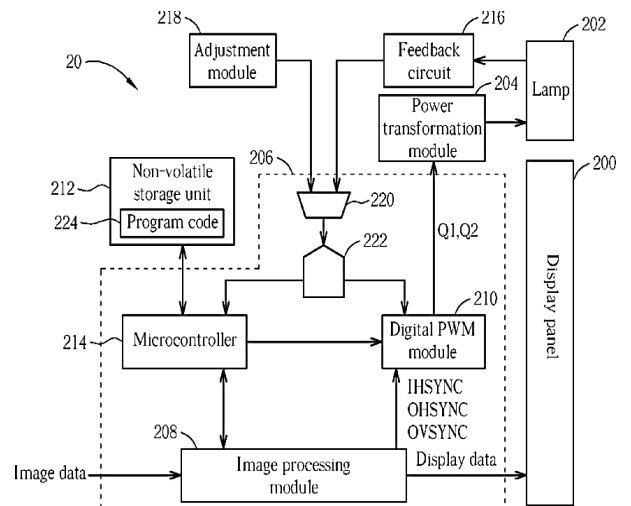 218
216
202
20
Adjustment
module
Feedback
circuit
204
Lamp
Power
transformation
module
206
200
212
Non-volatile
storage unit
224
Program code
220
222
Q1,Q2
Display panel
210
214
Microcontroller
Digital PWM
module
IHSYNC
OHSYNC
OVSYNC
208
Image data
Image processing
module
Display data